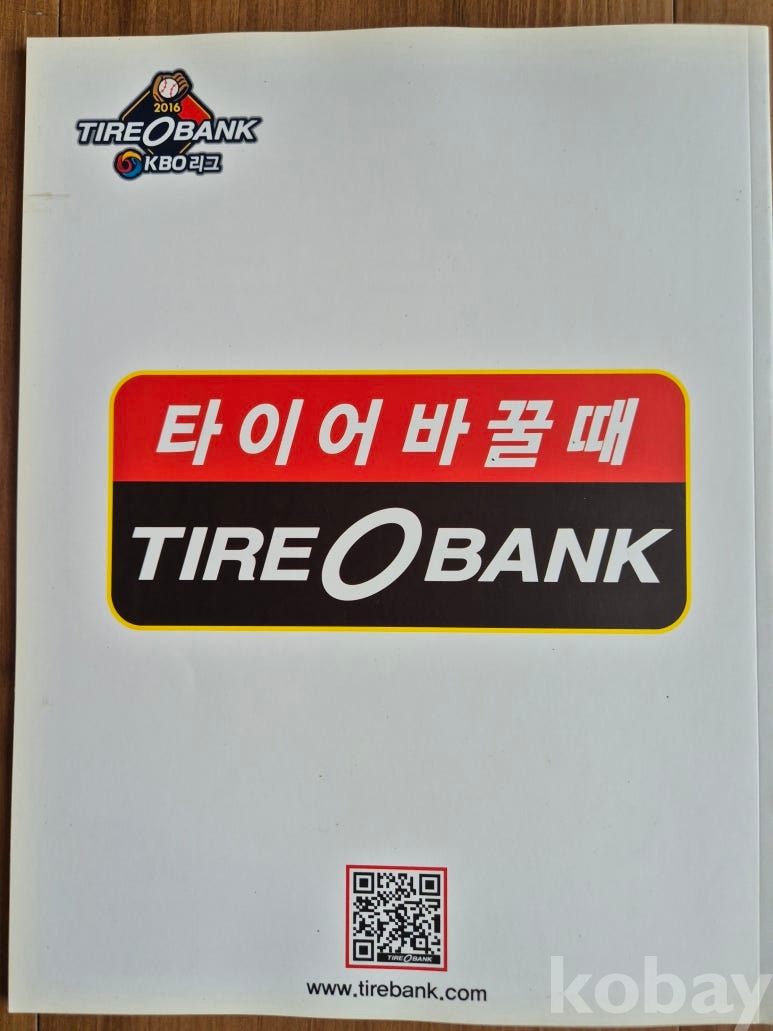 2016
TIREBANK
KBO리그
타이어 바꿀때
TIREBANK
TIREBANK
www.tirebank.com
kobay